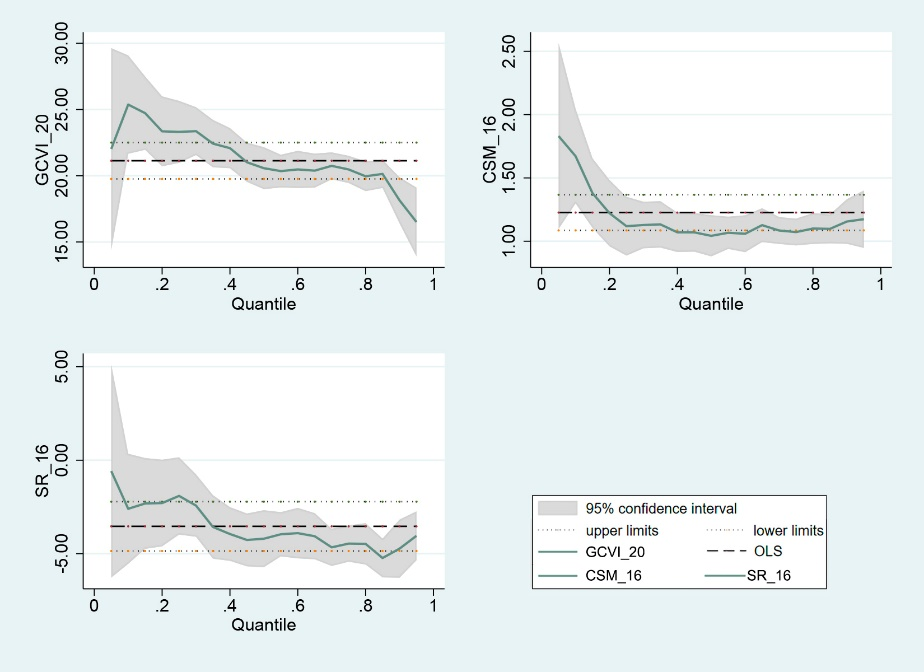 GCVI_20
30.00
25.00
20.00
15.00
0 .2 .4 .6 .8 1
Quantile
CSM_16
2.50
2.00
1.50
1.00
0 .2 .4 .6 .8 1
Quantile
SR_16
5.00
0.00
-5.00
0 .2 .4 .6 .8 1
Quantile
95% confidence interval
upper limits lower limits
GCVI_20 OLS
CSM_16 SR_16